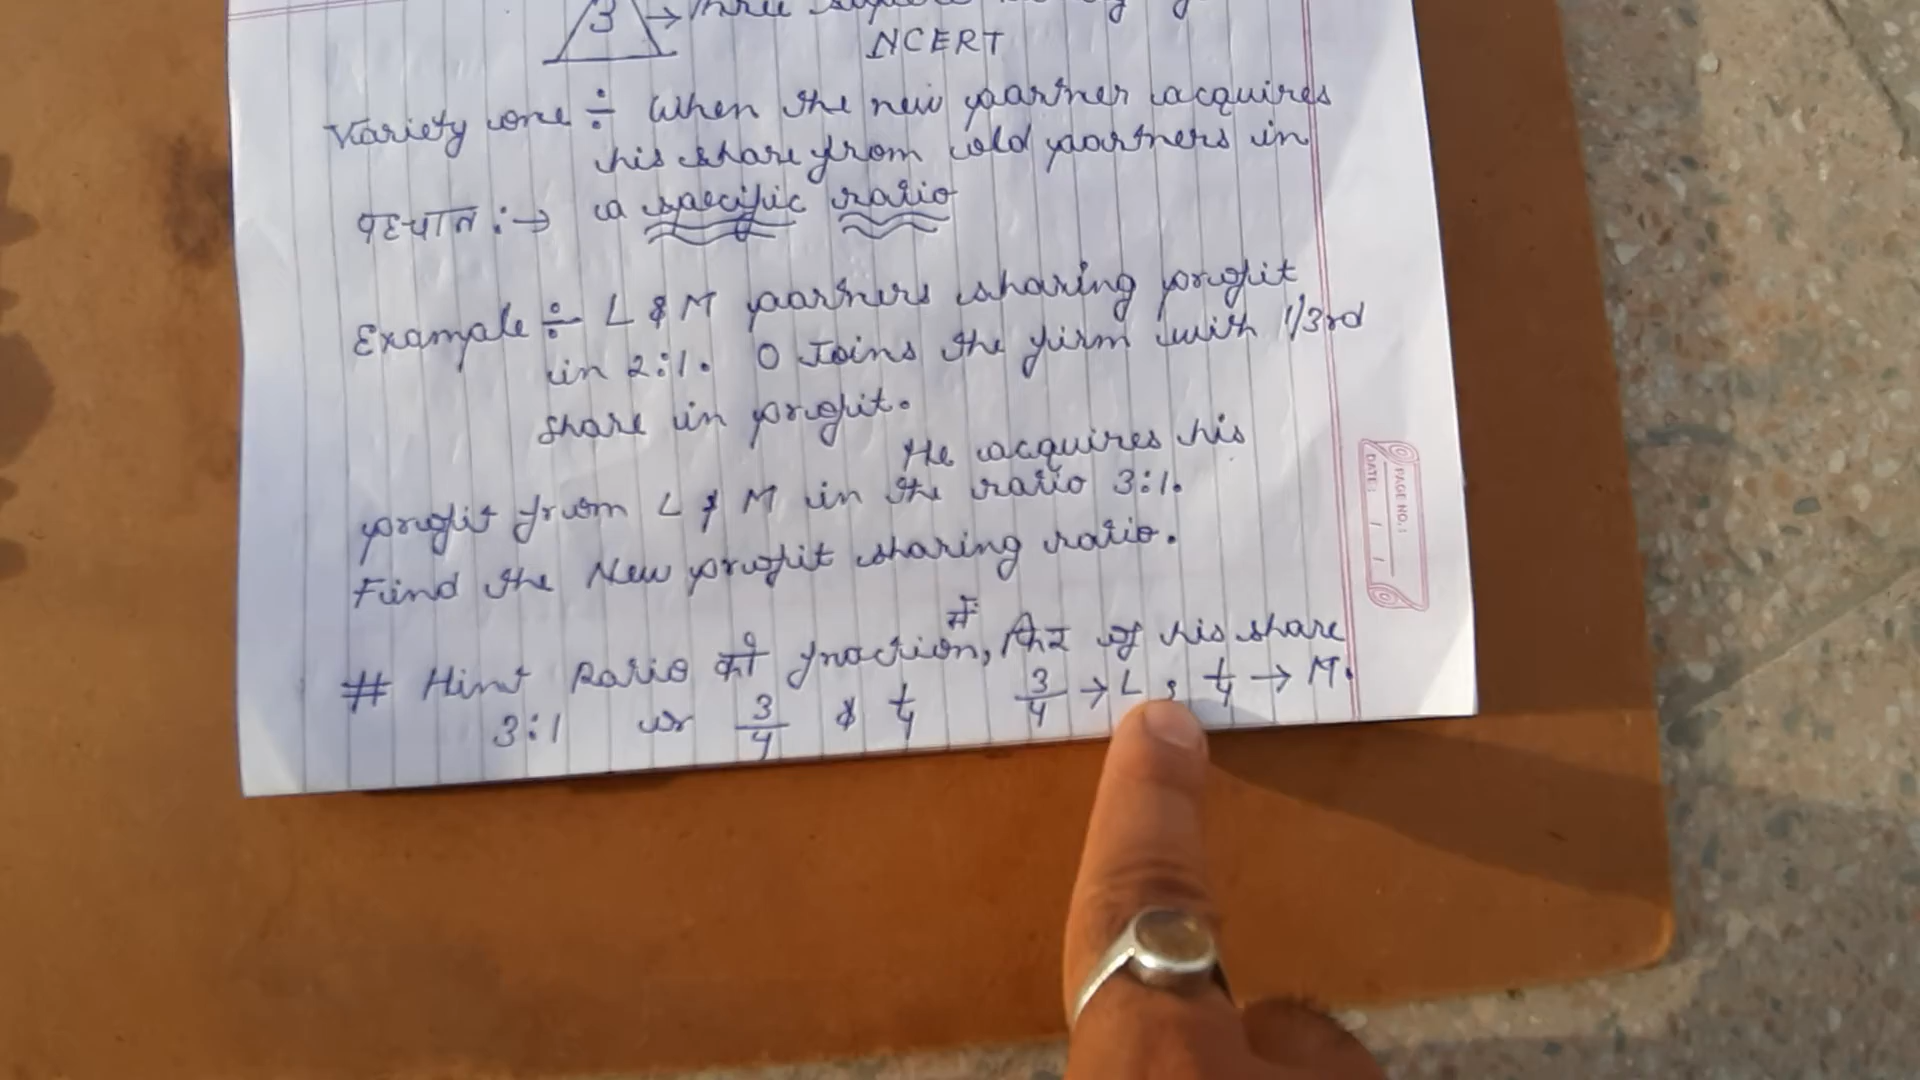 3 → Three
NCERT
Variety one ÷ When the new partner acquires
his share from old partners in
पहचान :→ a specific ratio
Example ÷ L & M partners sharing profit
in 2:1. O Joins the firm with 1/3rd
share in profit.
He acquires his
profit from L & M in the ratio 3:1.
Find the New profit sharing ratio.
# Hint Ratio को fraction में, फिर of his share
3:1 or 3/4 & 1/4 3/4 → L & 1/4 → M.
PAGE NO.:
DATE: / /